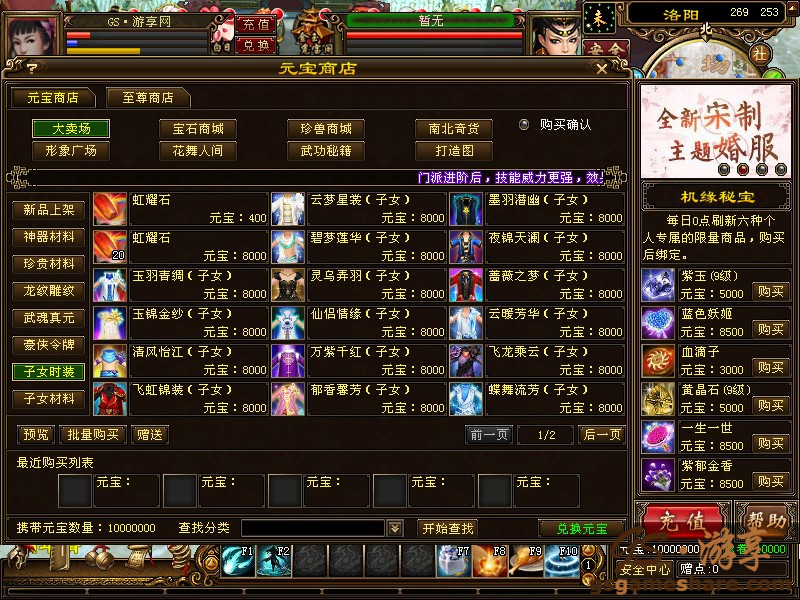 GS·游享网
充值
兑换
暂无
未
安全
洛阳
269 253
北
社
?
元宝商店
元宝商店
至尊商店
大卖场
宝石商城
珍兽商城
南北奇货
购买确认
形象广场
花舞人间
武功秘籍
打造图
门派进阶后，技能威力更强，效
新品上架
神器材料
珍贵材料
龙纹雕纹
武魂真元
豪侠令牌
子女时装
子女材料
虹耀石
元宝：400
云梦星裳（子女）
元宝：8000
墨羽潜幽（子女）
元宝：8000
虹耀石
20
元宝：8000
碧梦莲华（子女）
元宝：8000
夜锦天澜（子女）
元宝：8000
玉羽青绸（子女）
元宝：8000
灵乌弄羽（子女）
元宝：8000
蔷薇之梦（子女）
元宝：8000
玉锦金纱（子女）
元宝：8000
仙侣情缘（子女）
元宝：8000
云暖芳华（子女）
元宝：8000
清风怡江（子女）
元宝：8000
万紫千红（子女）
元宝：8000
飞龙乘云（子女）
元宝：8000
飞虹锦装（子女）
元宝：8000
郁香馨芳（子女）
元宝：8000
蝶舞流芳（子女）
元宝：8000
预览
批量购买
赠送
前一页
1/2
后一页
最近购买列表
元宝：
元宝：
元宝：
元宝：
元宝：
携带元宝数量：10000000
查找分类
开始查找
兑换元宝
全新宋制
主题婚服
机缘秘宝
每日0点刷新六种个
人专属的限量商品，购买
后绑定。
紫玉(9级)
元宝：5000
购买
蓝色妖姬
元宝：8500
购买
血滴子
元宝：3000
购买
黄晶石(9级)
元宝：5000
购买
一生一世
元宝：8500
购买
紫郁金香
元宝：8500
购买
充值
帮助
F1
F2
F7
F8
F9
F10
1
元宝:10000000
安全中心
赠点:0
游享
gsgameshare.com